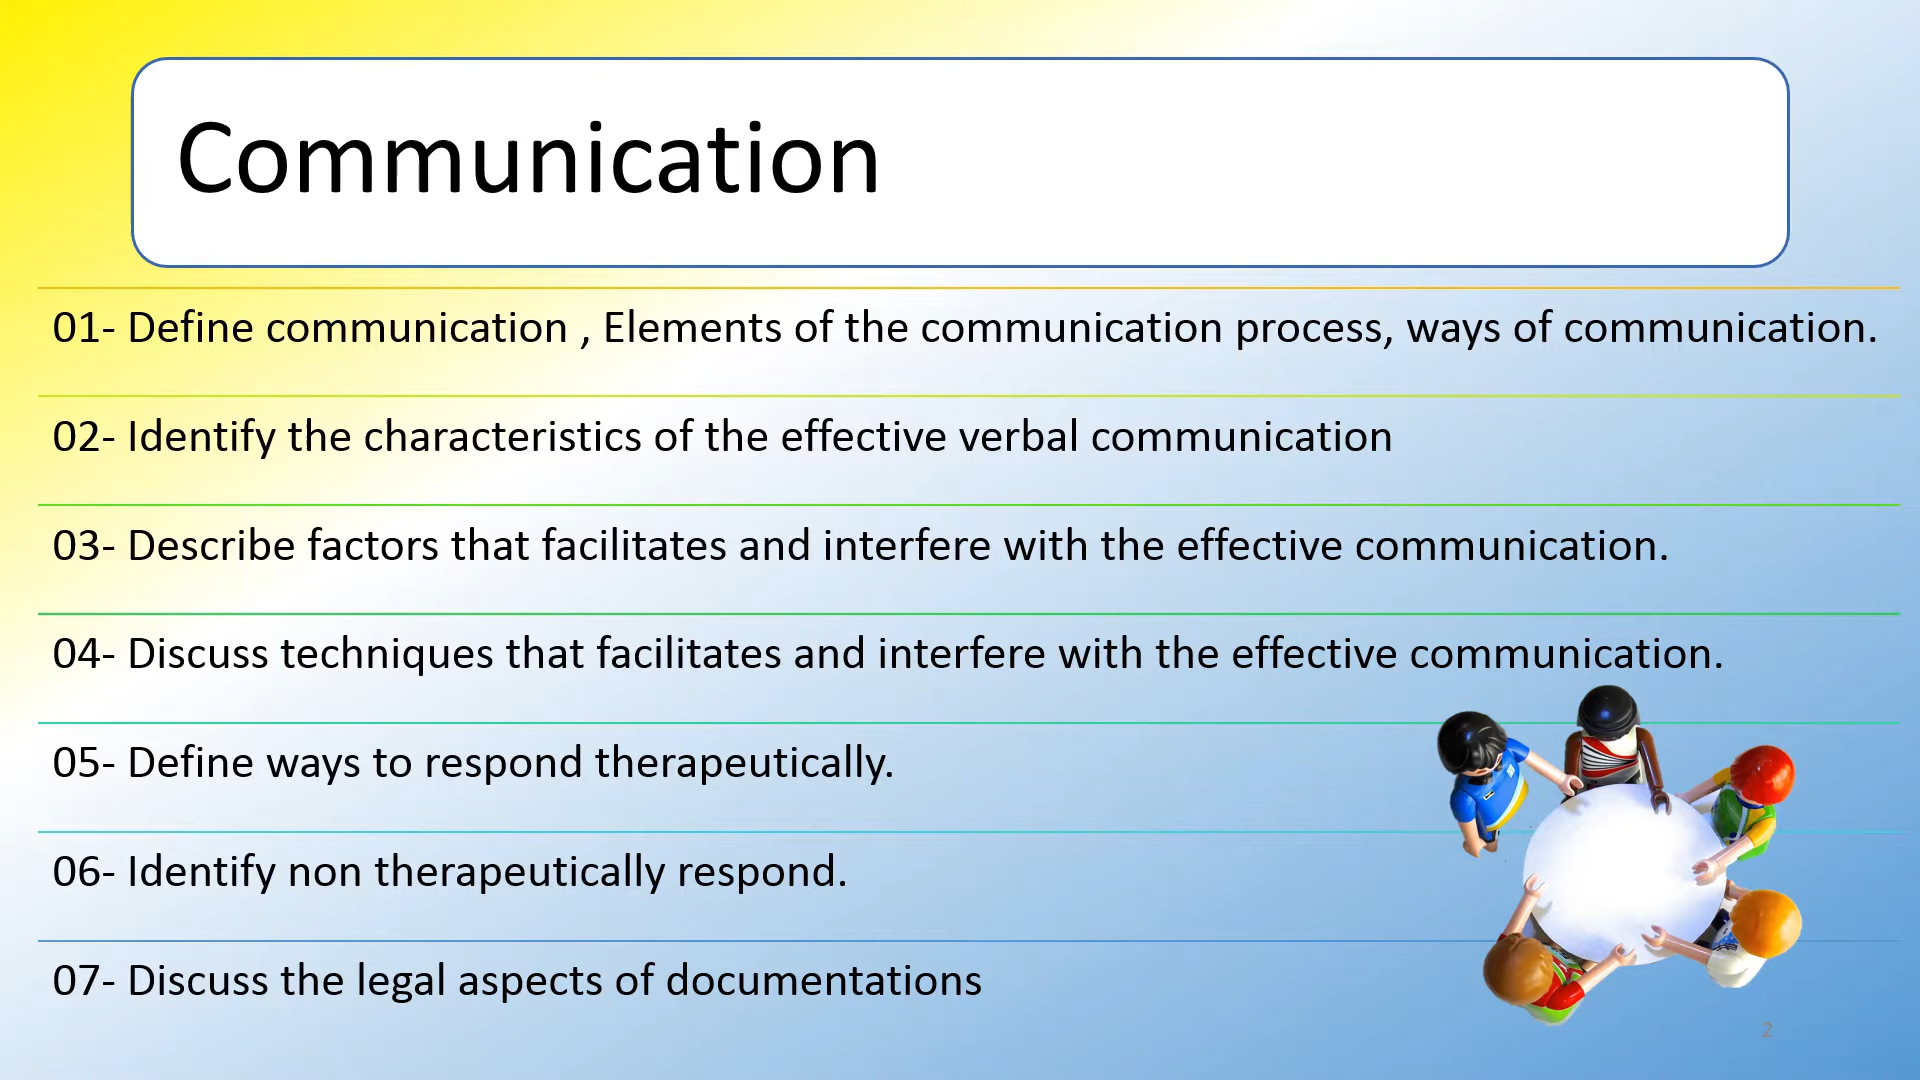 Communication
01- Define communication , Elements of the communication process, ways of communication.
02- Identify the characteristics of the effective verbal communication
03- Describe factors that facilitates and interfere with the effective communication.
04- Discuss techniques that facilitates and interfere with the effective communication.
05- Define ways to respond therapeutically.
06- Identify non therapeutically respond.
07- Discuss the legal aspects of documentations
2